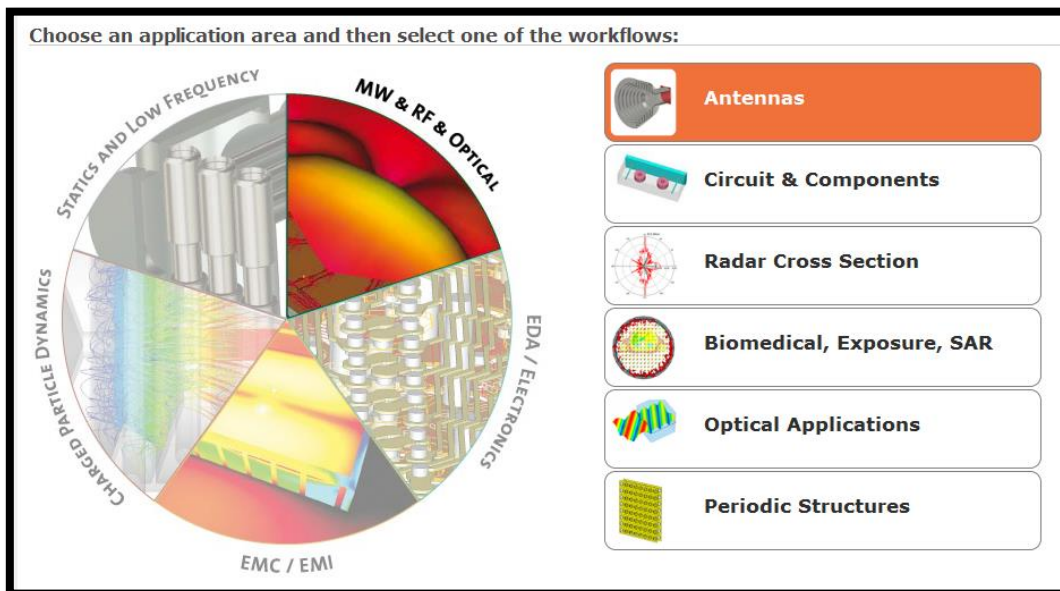 Choose an application area and then select one of the workflows:
STATICS AND LOW FREQUENCY
MW & RF & OPTICAL
EDA / ELECTRONICS
EMC / EMI
CHARGED PARTICLE DYNAMICS
Antennas
Circuit & Components
Radar Cross Section
Biomedical, Exposure, SAR
Optical Applications
Periodic Structures